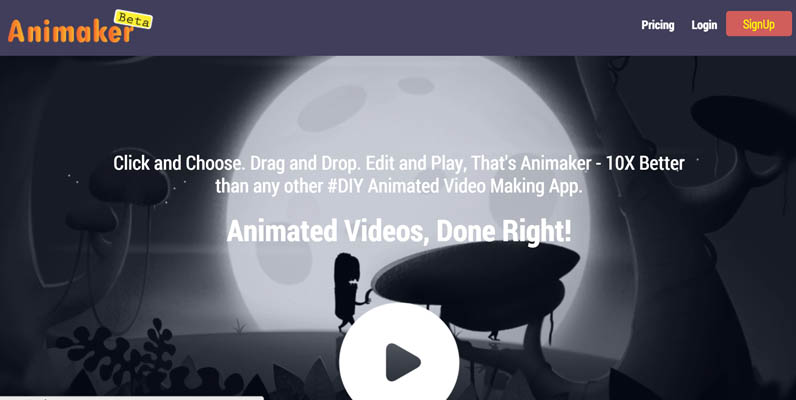 Animaker Beta
Pricing Login SignUp
Click and Choose. Drag and Drop. Edit and Play, That's Animaker - 10X Better
than any other #DIY Animated Video Making App.
Animated Videos, Done Right!